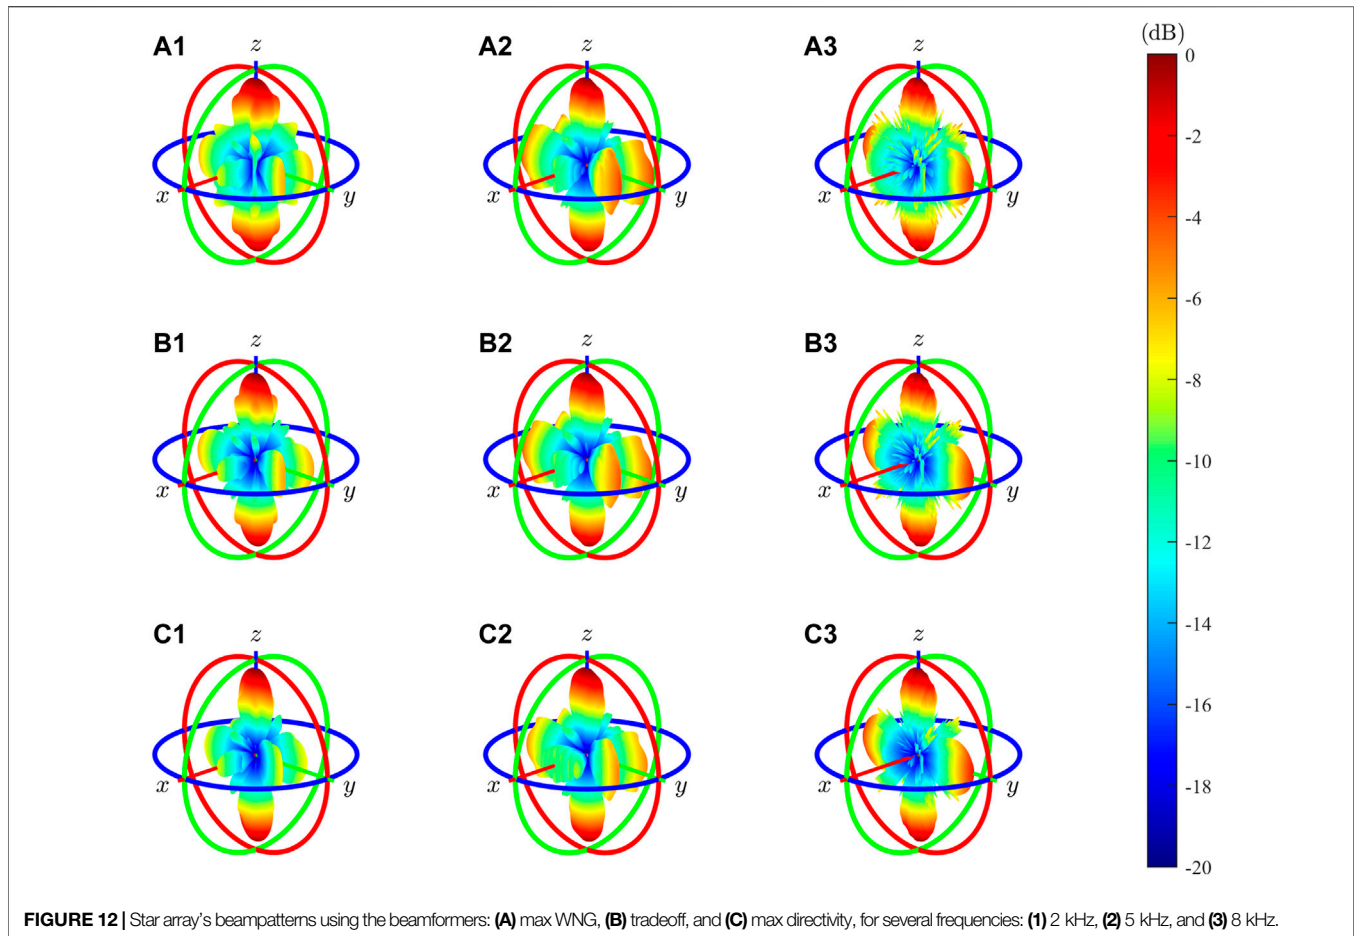 A1
z
x
y
A2
z
x
y
A3
z
x
y
(dB)
0
-2
-4
-6
-8
-10
-12
-14
-16
-18
-20
B1
z
x
y
B2
z
x
y
B3
z
x
y
C1
z
x
y
C2
z
x
y
C3
z
x
y
FIGURE 12 | Star array's beampatterns using the beamformers: (A) max WNG, (B) tradeoff, and (C) max directivity, for several frequencies: (1) 2 kHz, (2) 5 kHz, and (3) 8 kHz.